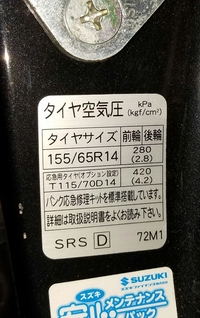 タイヤ空気圧 kPa (kgf/cm²)
タイヤサイズ 前輪 後輪
155/65R14 280 (2.8)
応急用タイヤ(オプション設定)
T115/70D14 420 (4.2)
パンク応急修理キットを搭載しています。
詳細は取扱説明書をよくお読み下さい。
SRS D 72M1
SUZUKI
スズキ
安心メンテナンス
パック